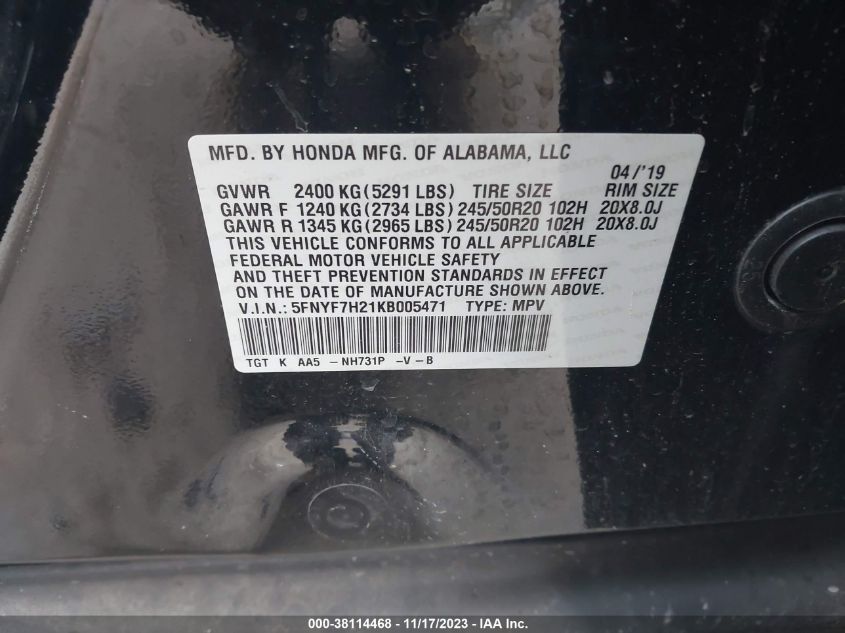 MFD. BY HONDA MFG. OF ALABAMA, LLC
04/'19
GVWR 2400 KG(5291 LBS) TIRE SIZE RIM SIZE
GAWR F 1240 KG(2734 LBS)245/50R20 102H 20X8.0J
GAWR R 1345 KG(2965 LBS)245/50R20 102H 20X8.0J
THIS VEHICLE CONFORMS TO ALL APPLICABLE
FEDERAL MOTOR VEHICLE SAFETY
AND THEFT PREVENTION STANDARDS IN EFFECT
ON THE DATE OF MANUFACTURE SHOWN ABOVE.
V.I.N.: 5FNYF7H21KB005471 TYPE: MPV
TGT K AA5 -NH731P -V-B
000-38114468 - 11/17/2023 - IAA Inc.